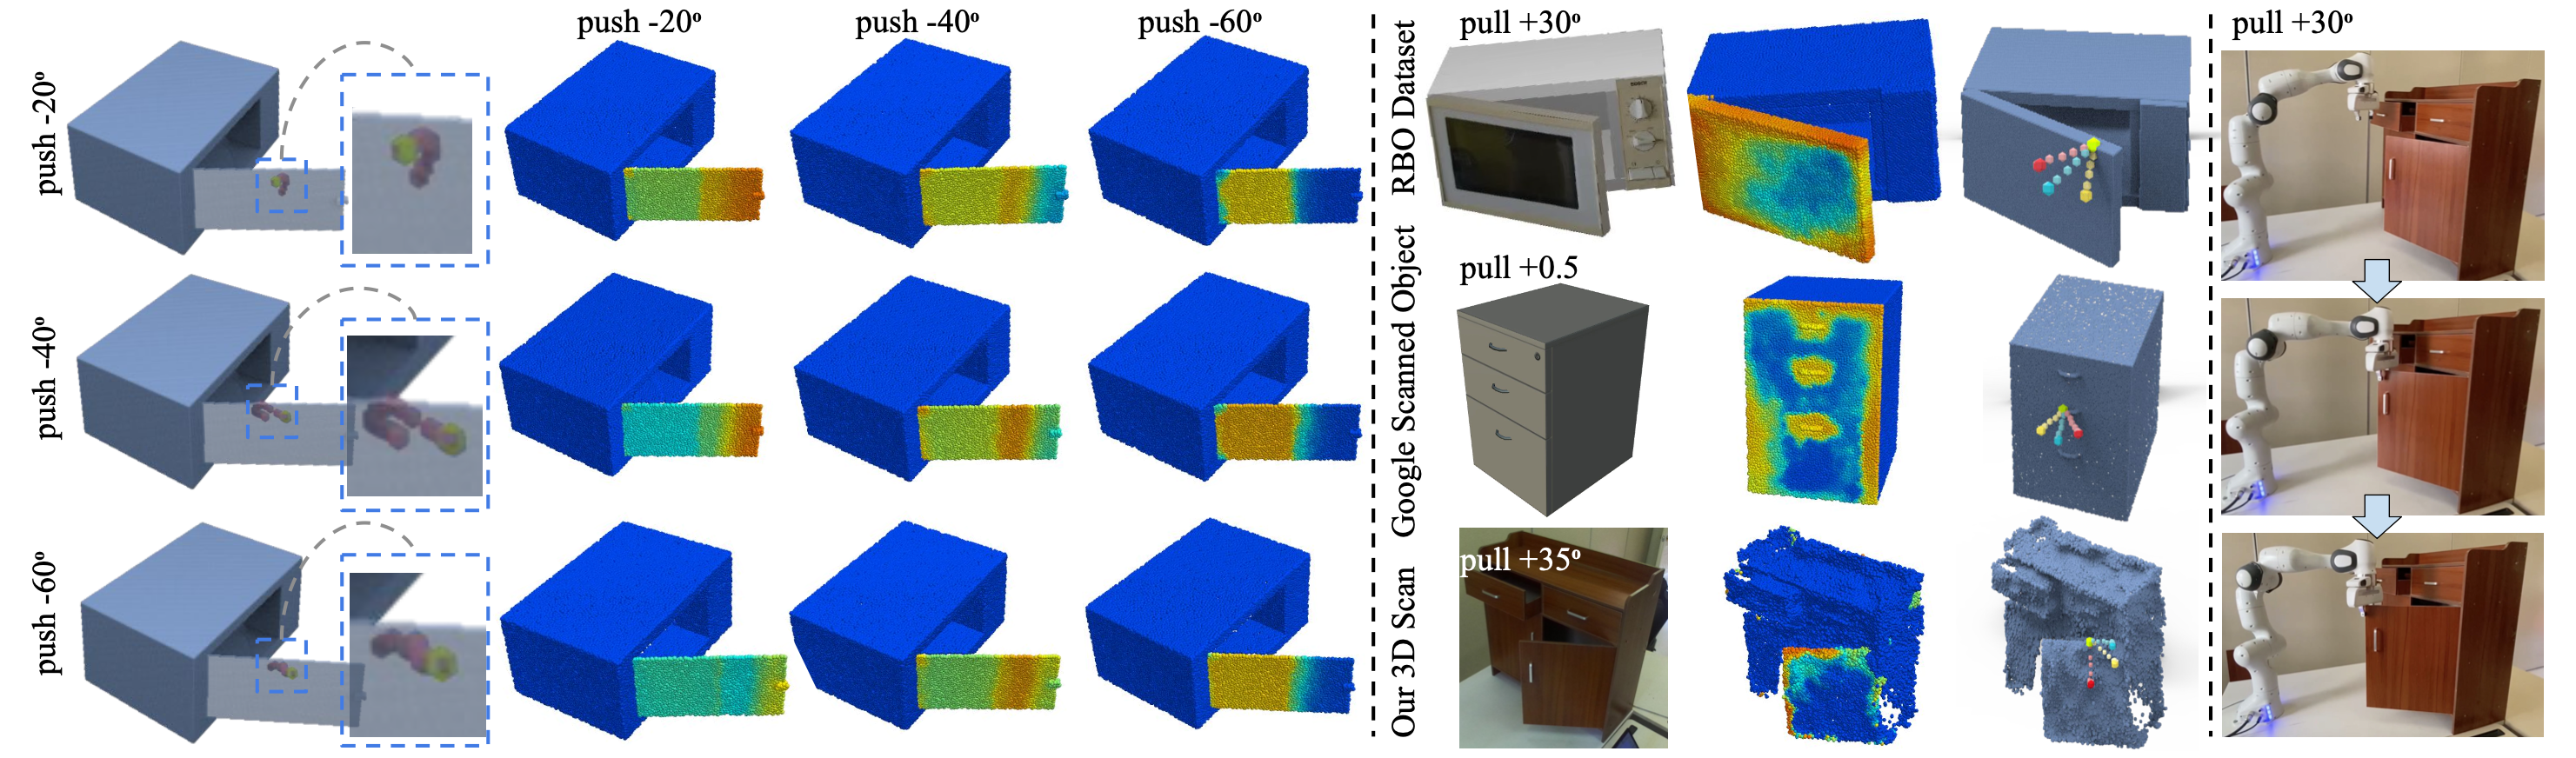 push -20°
push -40°
push -60°
push -20°
push -40°
push -60°
RBO Dataset
Google Scanned Object
Our 3D Scan
pull +30°
pull +0.5
pull +35°
pull +30°